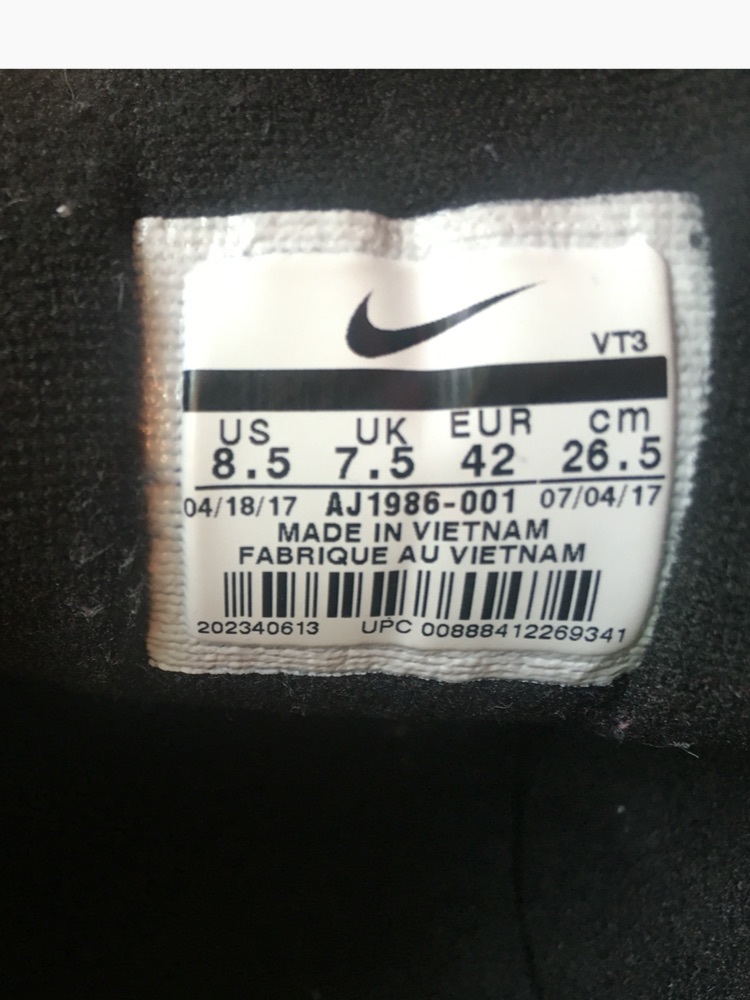 VT3
US UK EUR cm
8.5 7.5 42 26.5
04/18/17 AJ1986-001 07/04/17
MADE IN VIETNAM
FABRIQUE AU VIETNAM
202340613 UPC 00888412269341